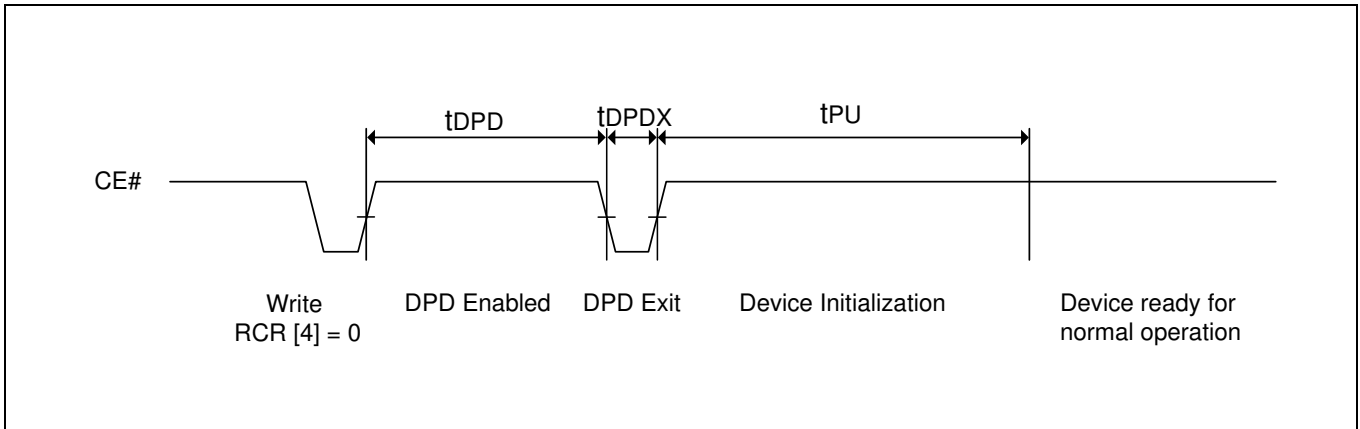 tDPD
tDPDX
tPU
CE#
Write
RCR [4] = 0
DPD Enabled
DPD Exit
Device Initialization
Device ready for
normal operation